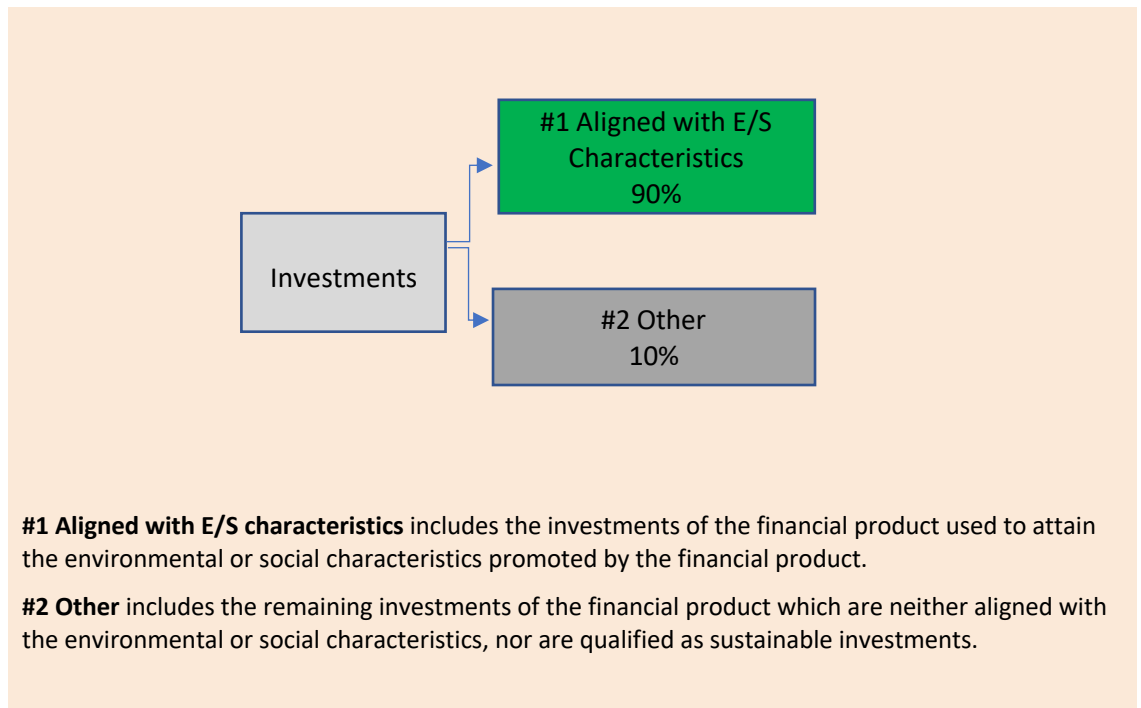 #1 Aligned with E/S
Characteristics
90%
Investments
#2 Other
10%
#1 Aligned with E/S characteristics includes the investments of the financial product used to attain
the environmental or social characteristics promoted by the financial product.
#2 Other includes the remaining investments of the financial product which are neither aligned with
the environmental or social characteristics, nor are qualified as sustainable investments.